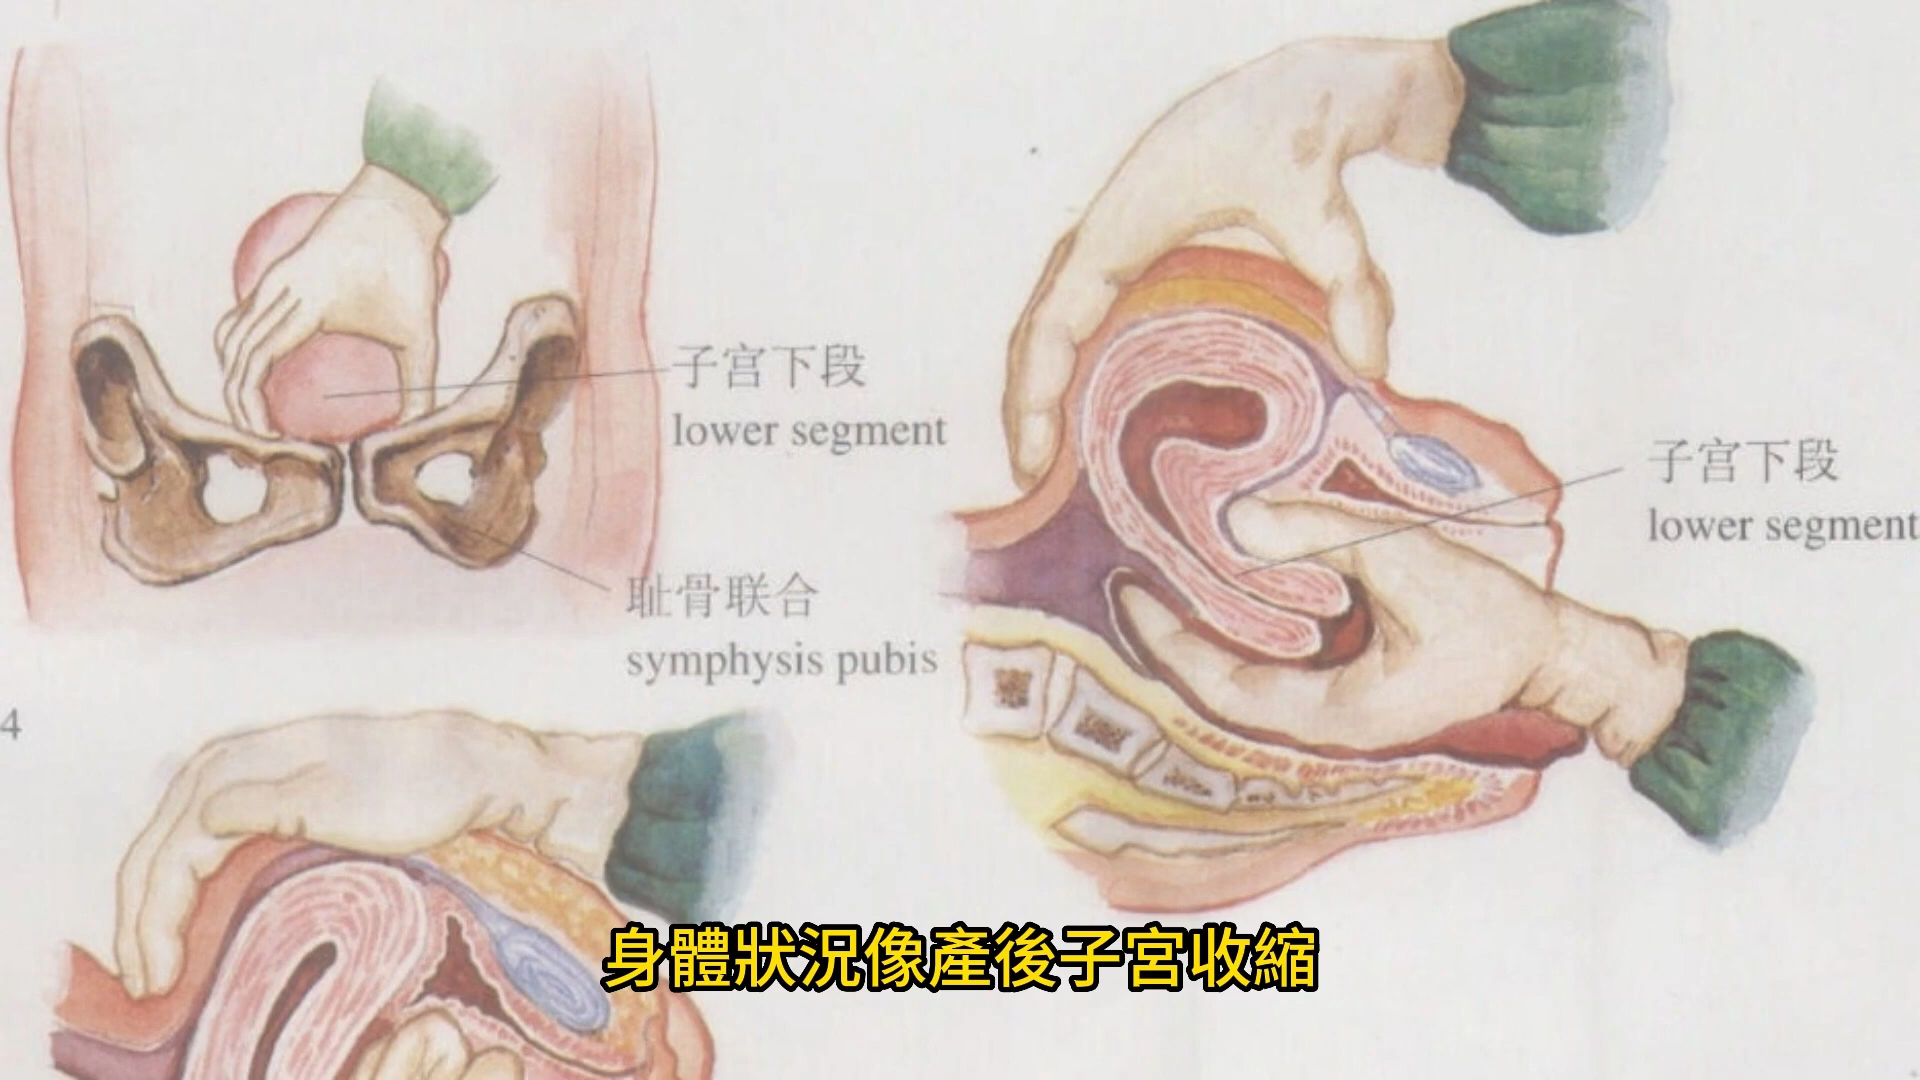 子宫下段
lower segment
耻骨联合
symphysis pubis
子宫下段
lower segment
4
身體狀況像產後子宮收縮